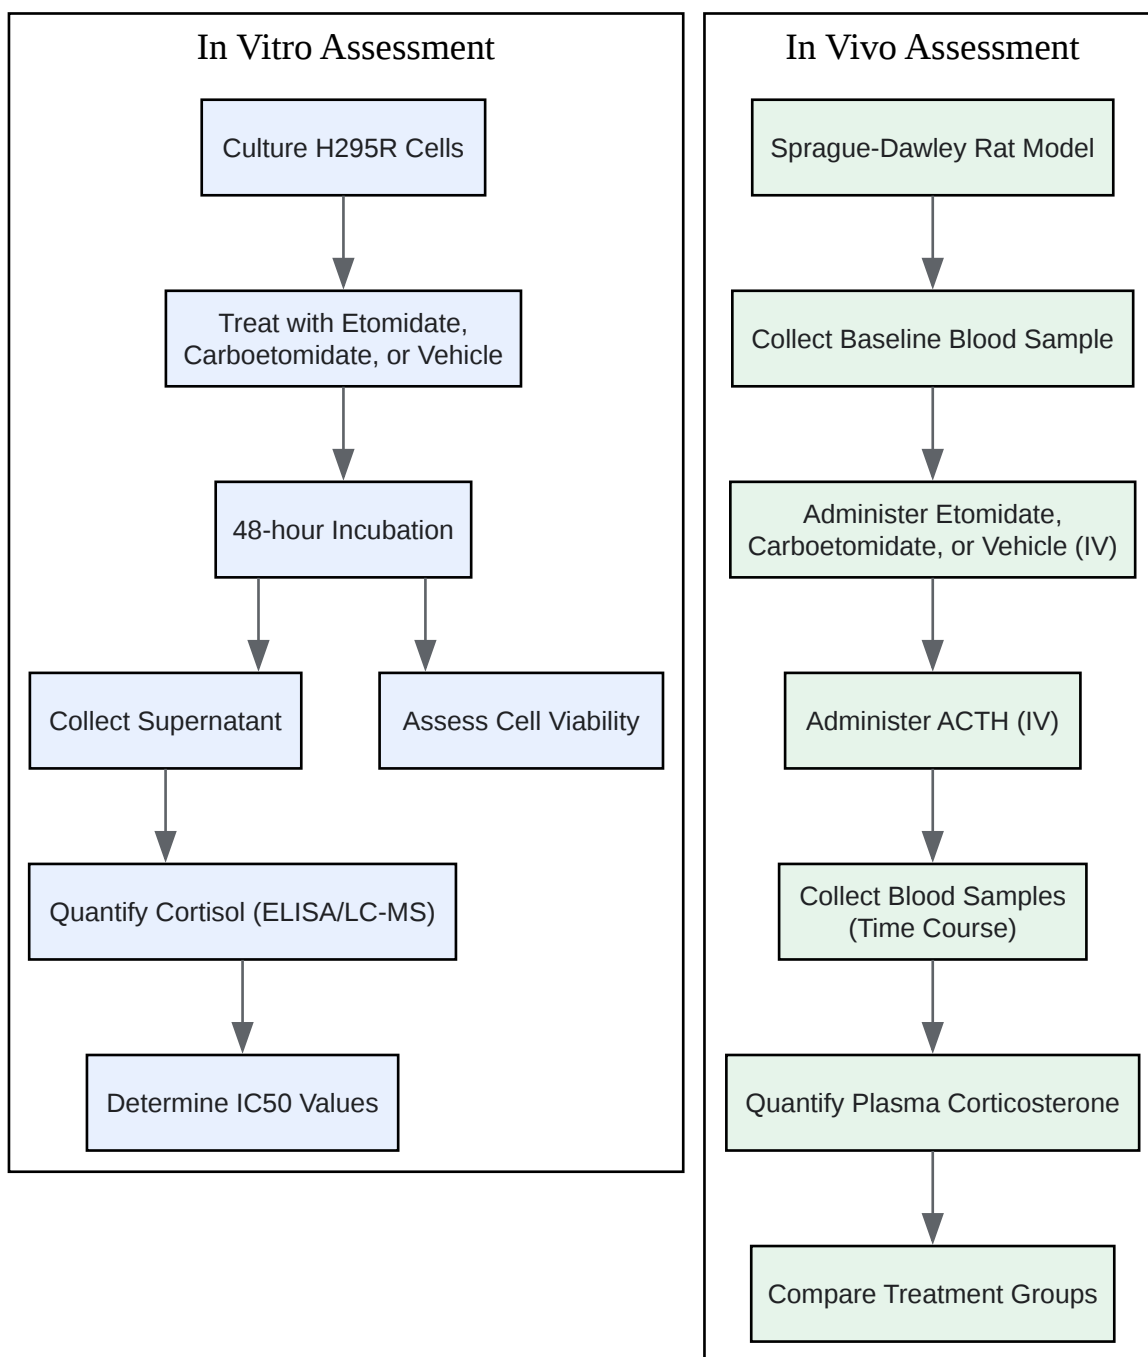 In Vitro Assessment
Culture H295R Cells
Treat with Etomidate,
Carboetomidate, or Vehicle
48-hour Incubation
Collect Supernatant
Assess Cell Viability
Quantify Cortisol (ELISA/LC-MS)
Determine IC50 Values
In Vivo Assessment
Sprague-Dawley Rat Model
Collect Baseline Blood Sample
Administer Etomidate,
Carboetomidate, or Vehicle (IV)
Administer ACTH (IV)
Collect Blood Samples
(Time Course)
Quantify Plasma Corticosterone
Compare Treatment Groups